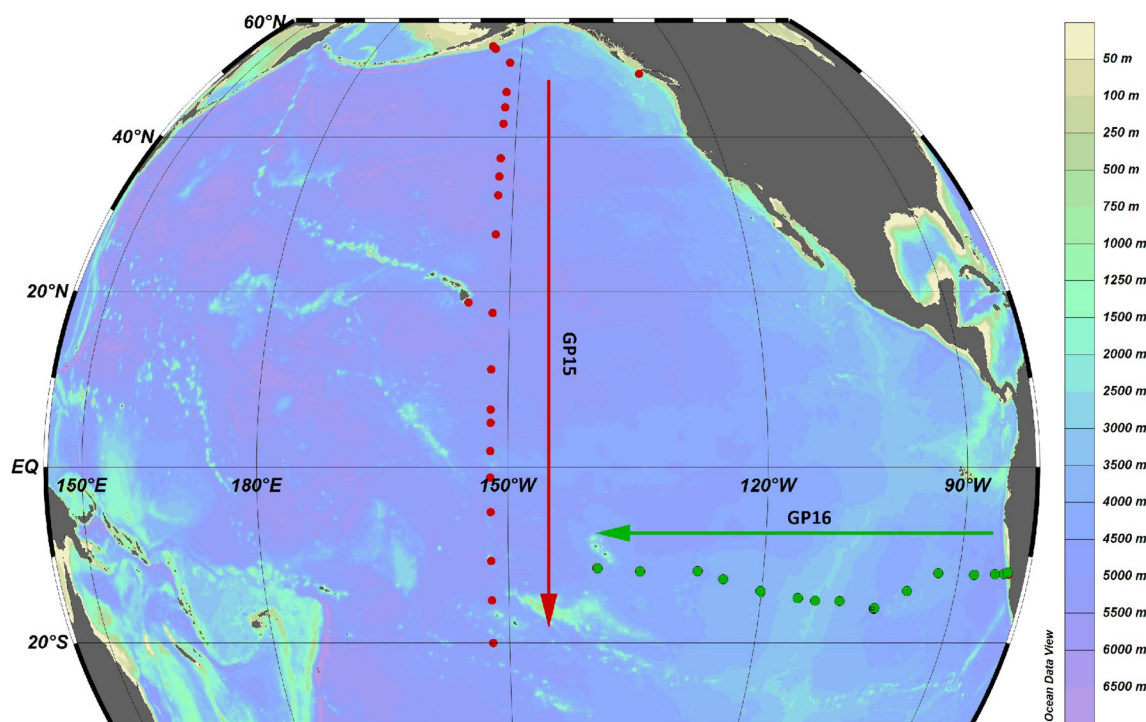 60°N
40°N
20°N
EQ
20°S
150°E
180°E
150°W
120°W
90°W
GP15
GP16
50 m
100 m
250 m
500 m
750 m
1000 m
1250 m
1500 m
2000 m
2500 m
3000 m
3500 m
4000 m
4500 m
5000 m
5500 m
6000 m
6500 m
Ocean Data View